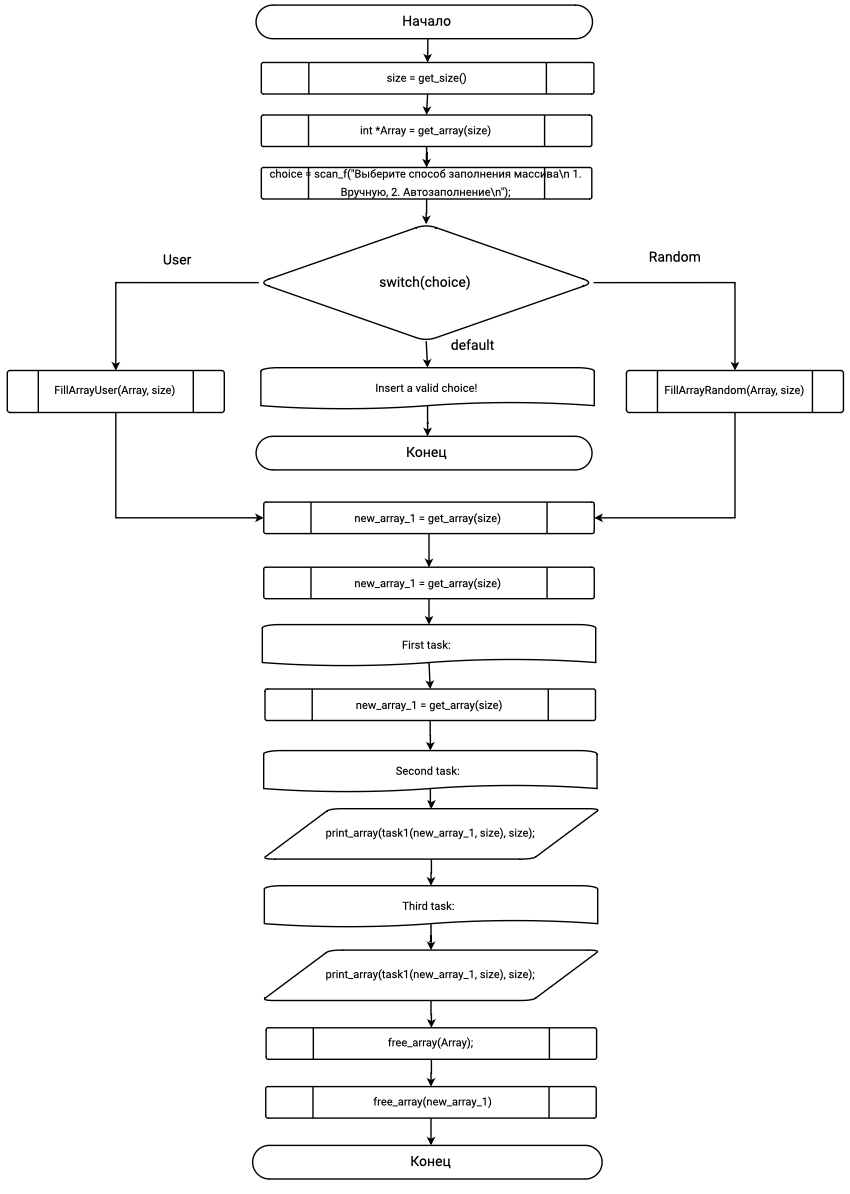 Начало
size = get_size()
int *Array = get_array(size)
choice = scan_f("Выберите способ заполнения массива\n 1.
Вручную, 2. Автозаполнение\n");
User
Random
switch(choice)
default
FillArrayUser(Array, size)
Insert a valid choice!
FillArrayRandom(Array, size)
Конец
new_array_1 = get_array(size)
new_array_1 = get_array(size)
First task:
new_array_1 = get_array(size)
Second task:
print_array(task1(new_array_1, size), size);
Third task:
print_array(task1(new_array_1, size), size);
free_array(Array);
free_array(new_array_1)
Конец